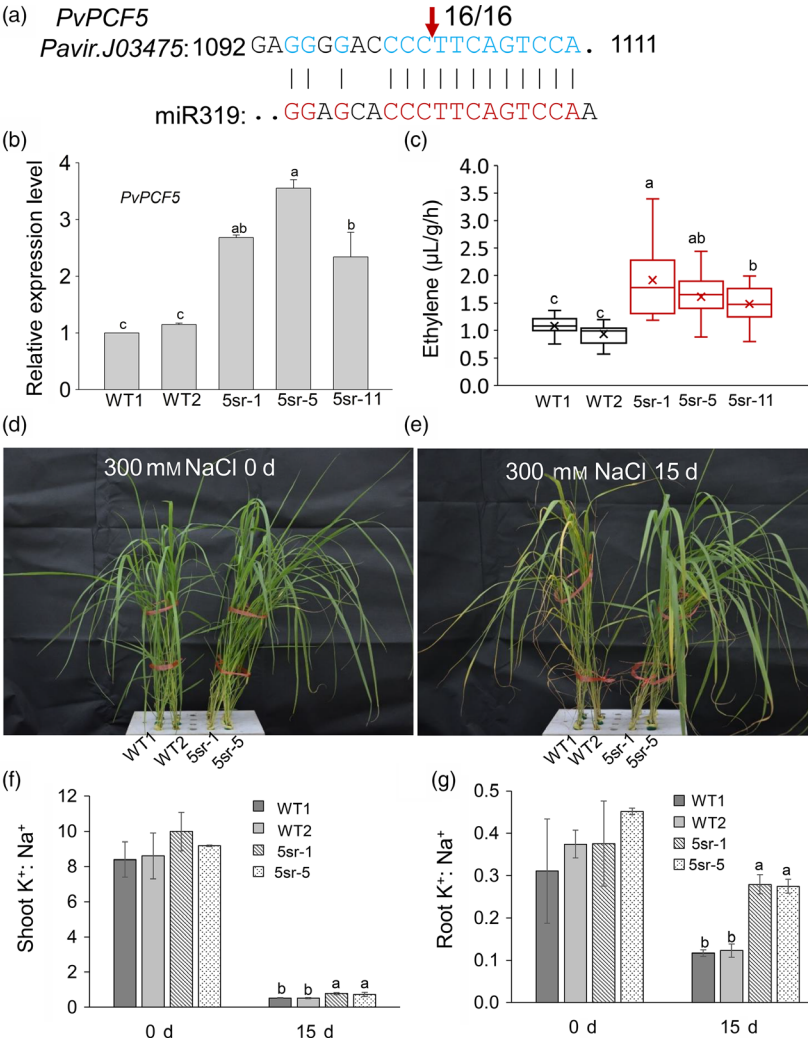 (a) PvPCF5 16/16
Pavir.J03475:1092 GAGGGGGACCCCTTCAGTCCA. 1111
miR319: ..GGAGCACCCTTCAGTCCAA
(b)
Relative expression level
4
3
2
1
0
PvPCF5
c c ab a b
WT1 WT2 5sr-1 5sr-5 5sr-11
(c)
Ethylene (µL/g/h)
4.0
3.5
3.0
2.5
2.0
1.5
1.0
0.5
0.0
c c a ab b
WT1 WT2 5sr-1 5sr-5 5sr-11
(d)
300 mM NaCl 0 d
WT1 WT2 5sr-1 5sr-5
(e)
300 mM NaCl 15 d
WT1 WT2 5sr-1 5sr-5
(f)
Shoot K⁺: Na⁺
12
10
8
6
4
2
0
WT1
WT2
5sr-1
5sr-5
b b a a
0 d 15 d
(g)
Root K⁺: Na⁺
0.5
0.4
0.3
0.2
0.1
0.0
WT1
WT2
5sr-1
5sr-5
b b a a
0 d 15 d